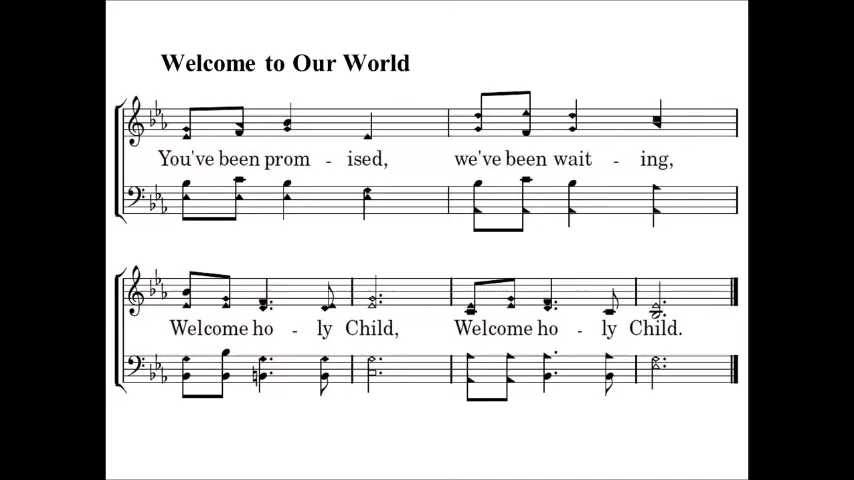 Welcome to Our World
You've been prom - ised, we've been wait - ing,
Welcome ho - ly Child, Welcome ho - ly Child.